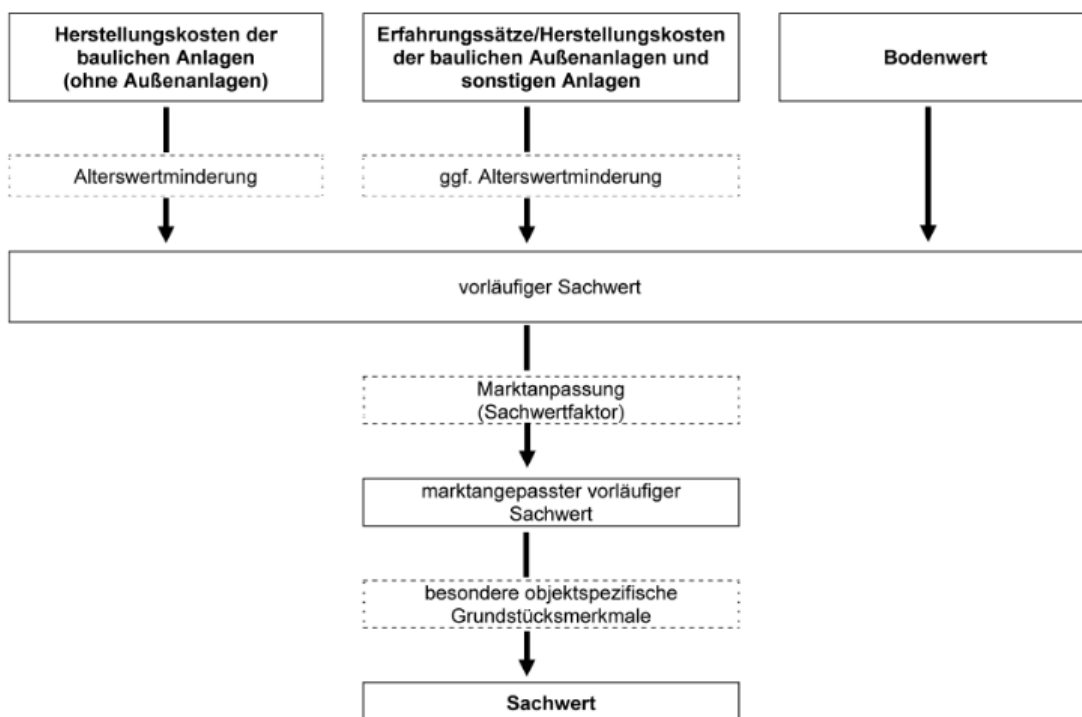 Herstellungskosten der
baulichen Anlagen
(ohne Außenanlagen)
Erfahrungssätze/Herstellungskosten
der baulichen Außenanlagen und
sonstigen Anlagen
Bodenwert
Alterswertminderung
ggf. Alterswertminderung
vorläufiger Sachwert
Marktanpassung
(Sachwertfaktor)
marktangepasster vorläufiger
Sachwert
besondere objektspezifische
Grundstücksmerkmale
Sachwert